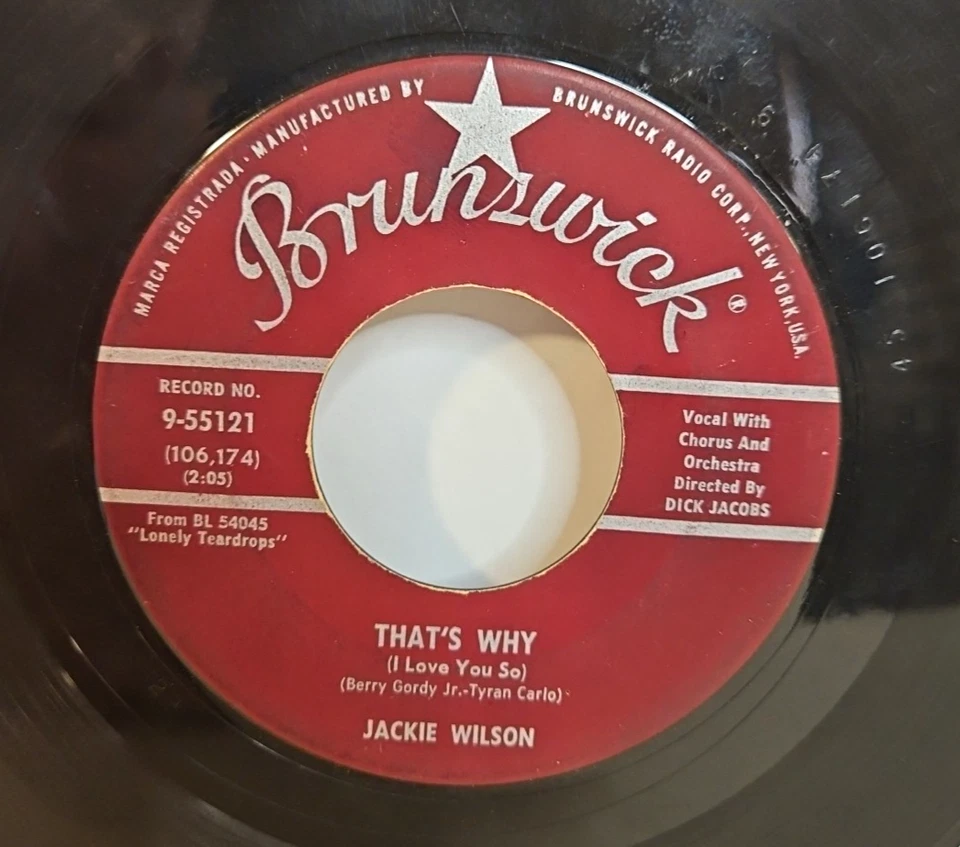 MARCA REGISTRADA · MANUFACTURED BY BRUNSWICK RADIO CORP., NEW YORK, U.S.A.
Brunswick®
RECORD NO.
9-55121
(106,174)
(2:05)
From BL 54045
"Lonely Teardrops"
Vocal With
Chorus And
Orchestra
Directed By
DICK JACOBS
THAT'S WHY
(I Love You So)
(Berry Gordy Jr.-Tyran Carlo)
JACKIE WILSON